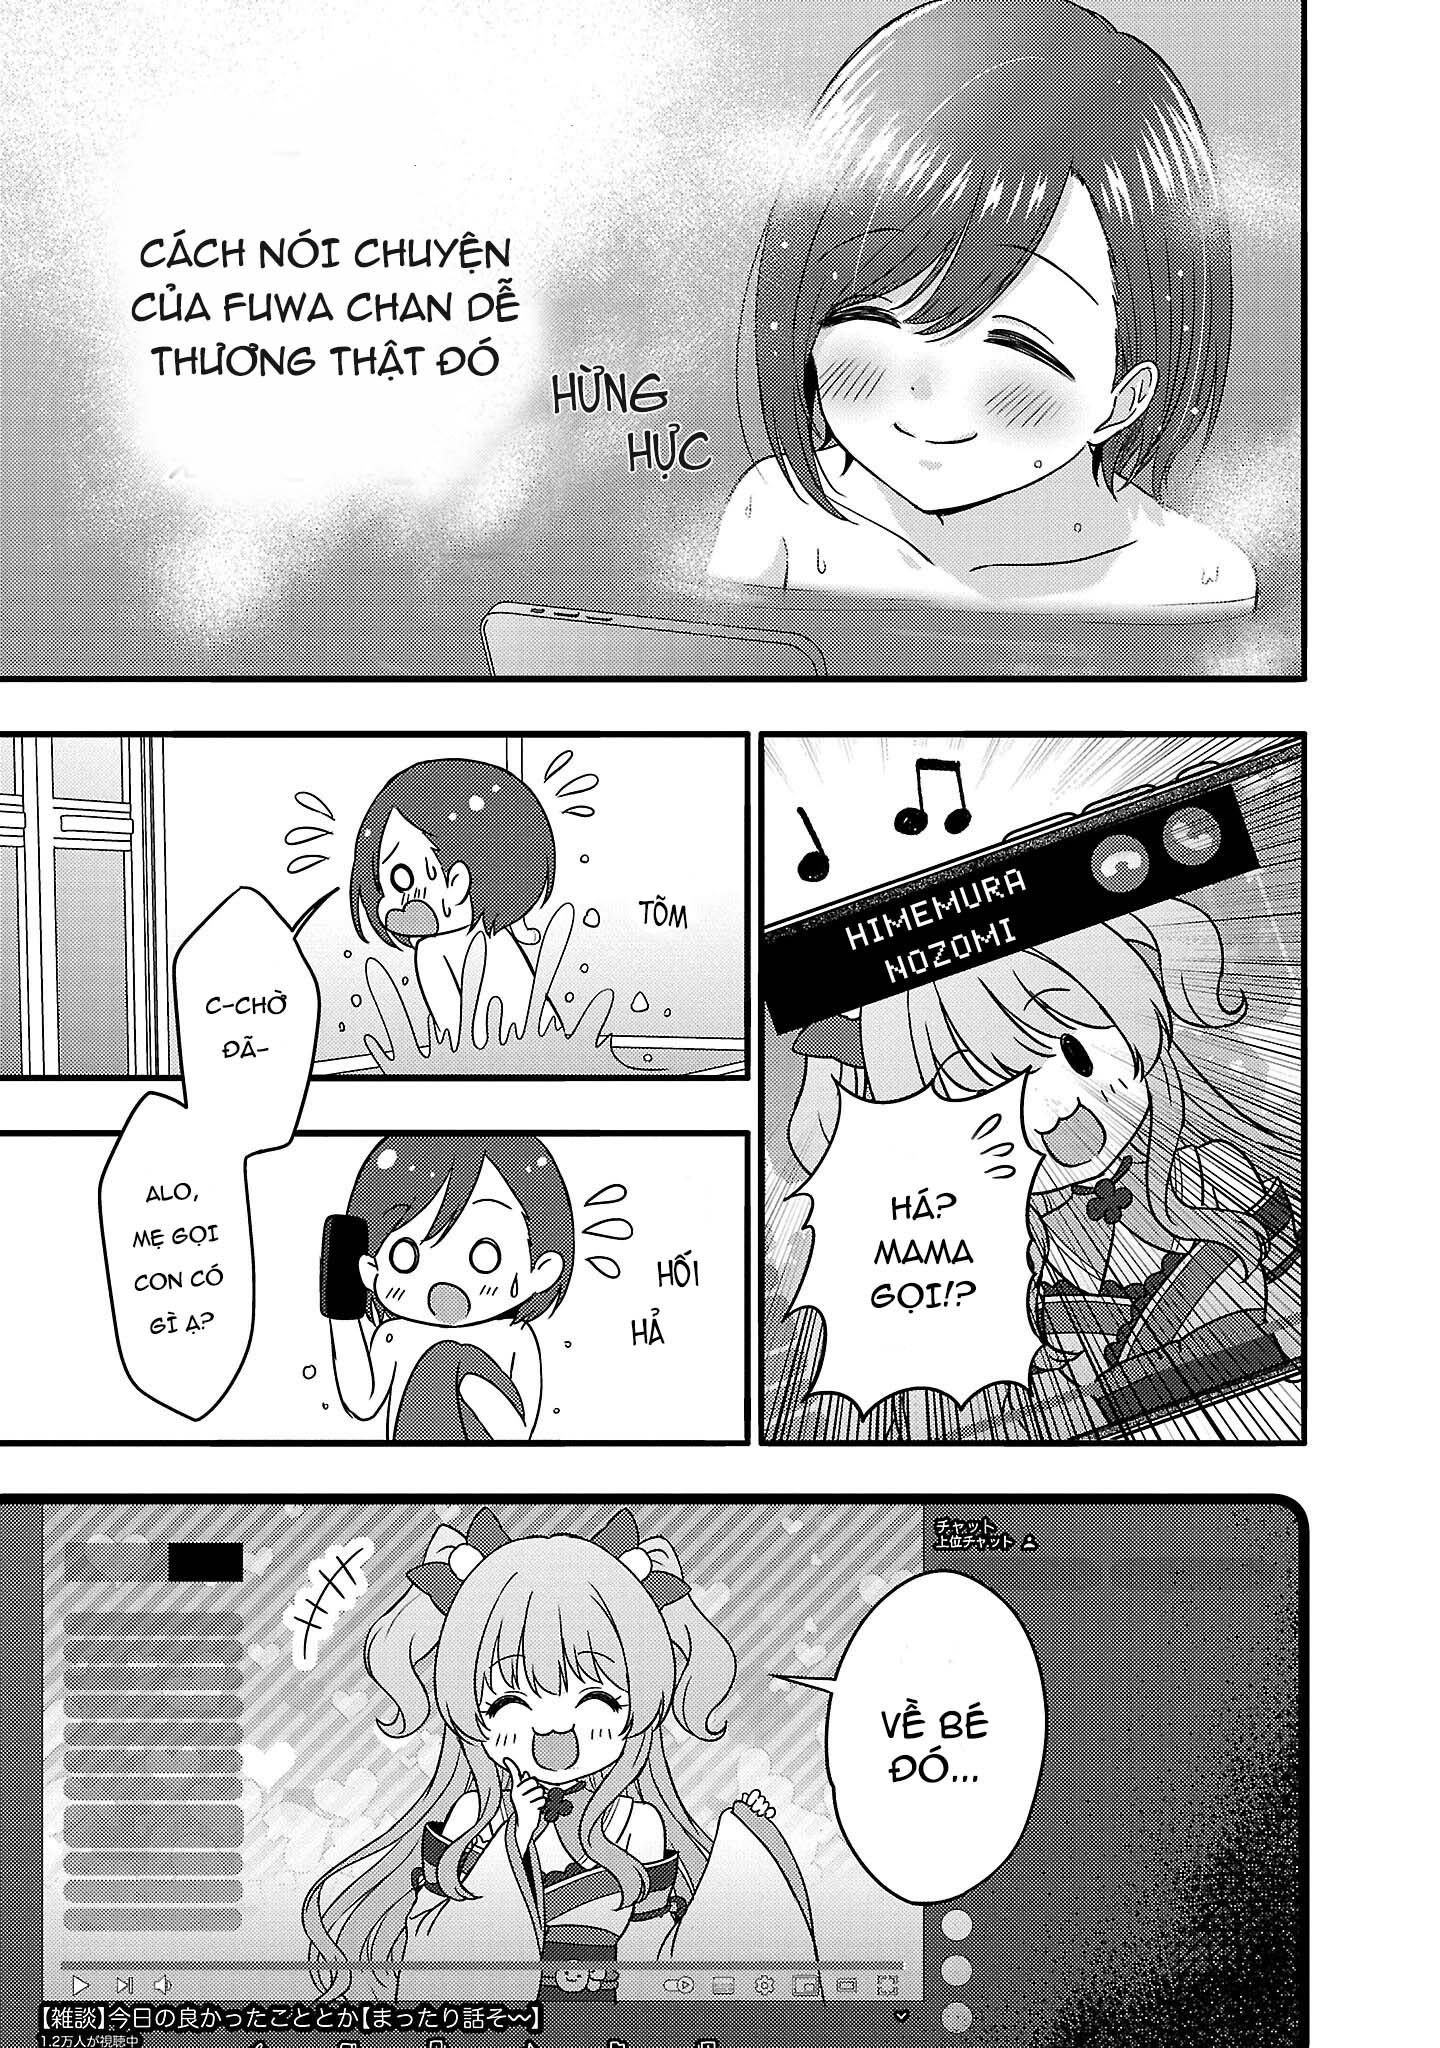 CÁCH NÓI CHUYỆN
CỦA FUWA CHAN DỄ
THƯƠNG THẬT ĐÓ
HỪNG
HỰC
HIMEMURA
NOZOMI
HÁ?
MAMA
GỌI!?
TÕM
C-CHỜ
ĐÃ-
ALO,
MẸ GỌI
CON CÓ
GÌ Ạ?
HỐI
HẢ
チャット
上位チャット
VỀ BÉ
ĐÓ...
【雑談】今日の良かったこととか【まったり話そ〜】
1.2万人が視聴中